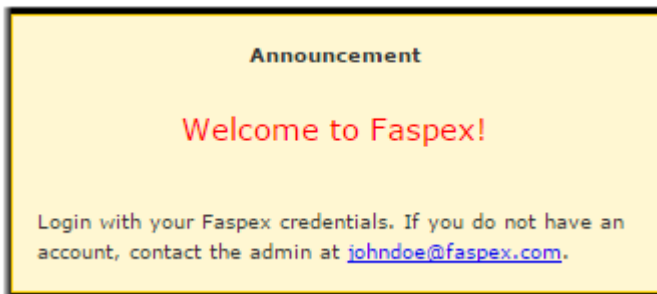 Announcement
Welcome to Faspex!
Login with your Faspex credentials. If you do not have an
account, contact the admin at johndoe@faspex.com.